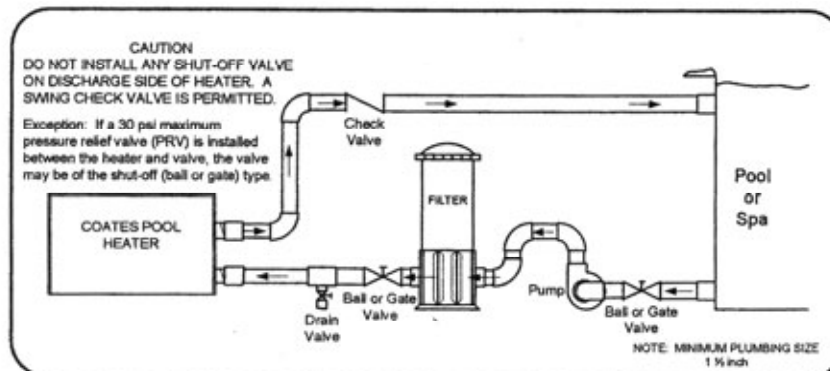 CAUTION
DO NOT INSTALL ANY SHUT-OFF VALVE
ON DISCHARGE SIDE OF HEATER. A
SWING CHECK VALVE IS PERMITTED.
Exception: If a 30 psi maximum
pressure relief valve (PRV) is installed
between the heater and valve, the valve
may be of the shut-off (ball or gate) type.
Check
Valve
COATES POOL
HEATER
FILTER
Pool
or
Spa
Drain
Valve
Ball or Gate
Valve
Pump
Ball or Gate
Valve
NOTE: MINIMUM PLUMBING SIZE
1 ½ inch